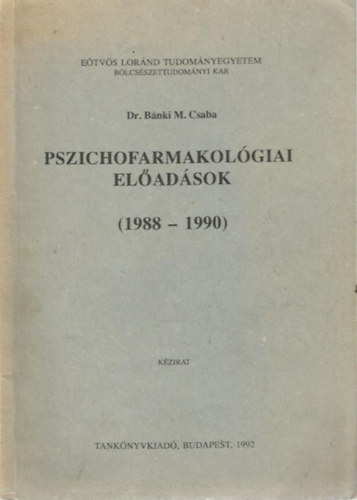 EÖTVÖS LORÁND TUDOMÁNYEGYETEM
BÖLCSÉSZETTUDOMÁNYI KAR
Dr. Bánki M. Csaba
PSZICHOFARMAKOLÓGIAI
ELŐADÁSOK
(1988 – 1990)
KÉZIRAT
TANKÖNYVKIADÓ, BUDAPEST, 1992